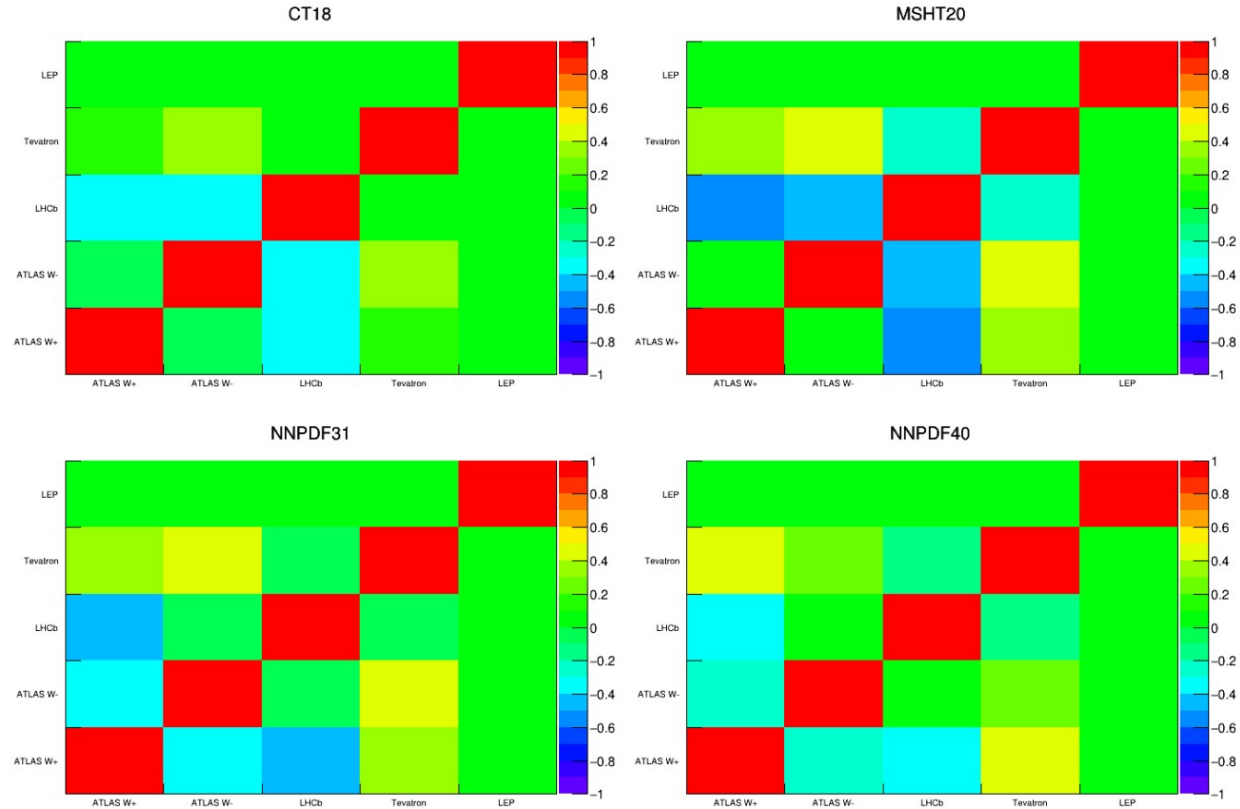 CT18
LEP
Tevatron
LHCb
ATLAS W-
ATLAS W+
ATLAS W+ ATLAS W- LHCb Tevatron LEP
1
0.8
0.6
0.4
0.2
0
−0.2
−0.4
−0.6
−0.8
−1
MSHT20
LEP
Tevatron
LHCb
ATLAS W-
ATLAS W+
ATLAS W+ ATLAS W- LHCb Tevatron LEP
1
0.8
0.6
0.4
0.2
0
−0.2
−0.4
−0.6
−0.8
−1
NNPDF31
LEP
Tevatron
LHCb
ATLAS W-
ATLAS W+
ATLAS W+ ATLAS W- LHCb Tevatron LEP
1
0.8
0.6
0.4
0.2
0
−0.2
−0.4
−0.6
−0.8
−1
NNPDF40
LEP
Tevatron
LHCb
ATLAS W-
ATLAS W+
ATLAS W+ ATLAS W- LHCb Tevatron LEP
1
0.8
0.6
0.4
0.2
0
−0.2
−0.4
−0.6
−0.8
−1